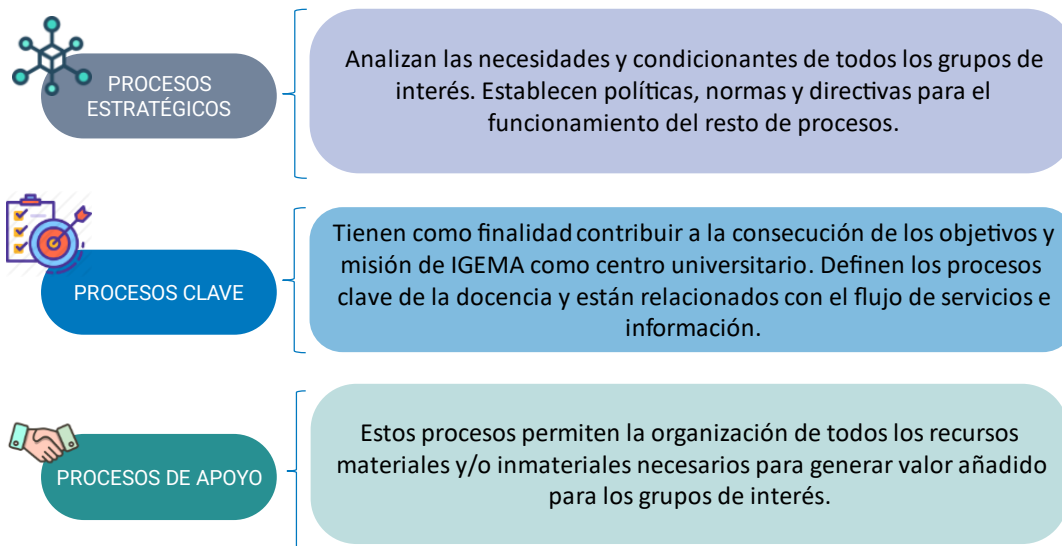 PROCESOS
ESTRATÉGICOS
Analizan las necesidades y condicionantes de todos los grupos de
interés. Establecen políticas, normas y directivas para el
funcionamiento del resto de procesos.
PROCESOS CLAVE
Tienen como finalidad contribuir a la consecución de los objetivos y
misión de IGEMA como centro universitario. Definen los procesos
clave de la docencia y están relacionados con el flujo de servicios e
información.
PROCESOS DE APOYO
Estos procesos permiten la organización de todos los recursos
materiales y/o inmateriales necesarios para generar valor añadido
para los grupos de interés.